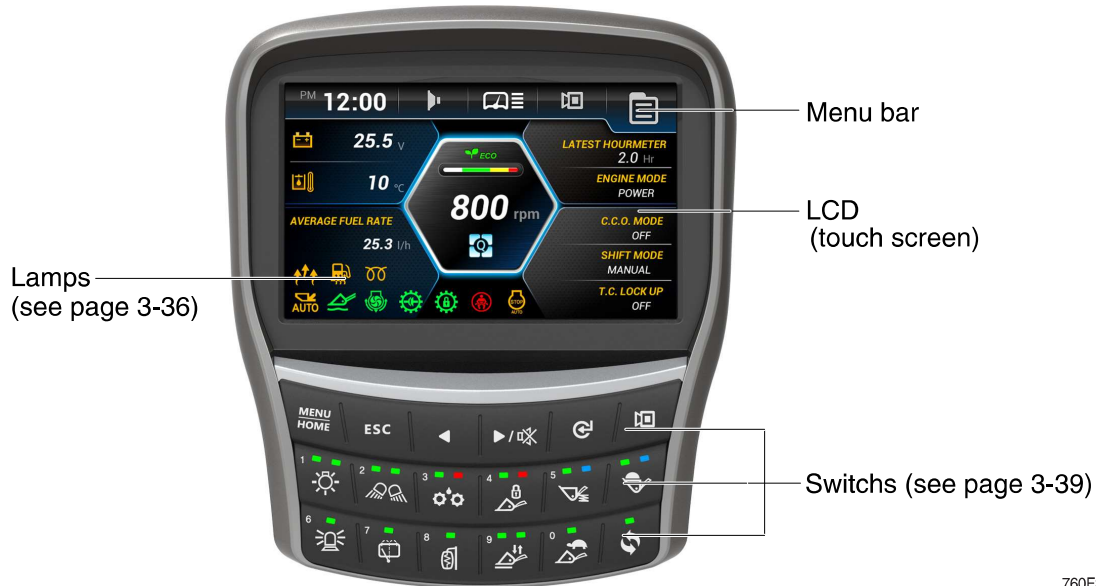 PM 12:00
Menu bar
25.5 V
ECO
LATEST HOURMETER
2.0 Hr
10 °C
ENGINE MODE
POWER
800 rpm
AVERAGE FUEL RATE
C.C.O. MODE
OFF
LCD
(touch screen)
25.3 l/h
Q
SHIFT MODE
MANUAL
Lamps
(see page 3-36)
T.C. LOCK UP
OFF
AUTO
STOP
AUTO
MENU
HOME
ESC
1 2 3 4 5
Switchs (see page 3-39)
6 7 8 9 0
760F